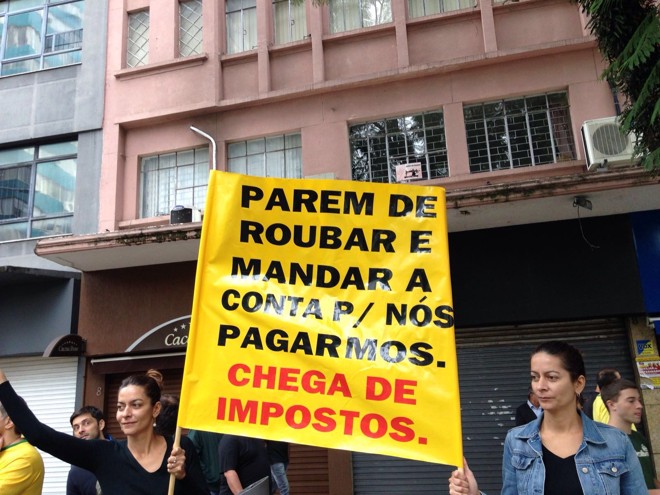 PAREM DE
ROUBAR E
MANDAR A
CONTA P/ NÓS
PAGARMOS.
CHEGA DE
IMPOSTOS.